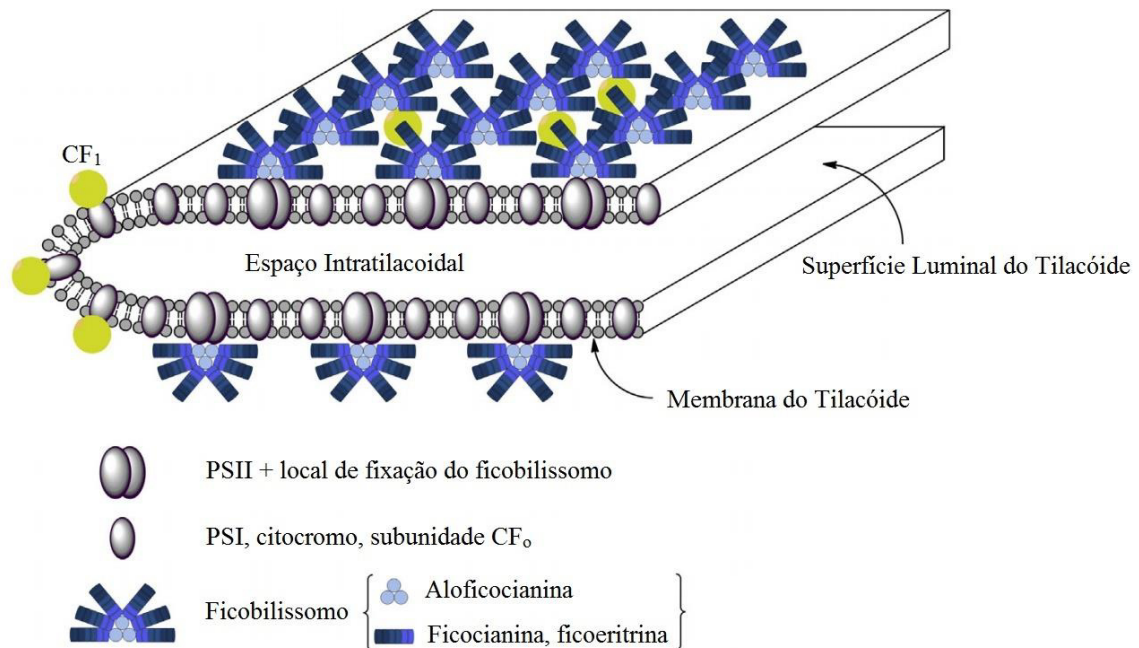 CF₁
Espaço Intratilacoidal
Superfície Luminal do Tilacóide
Membrana do Tilacóide
PSII + local de fixação do ficobilissomo
PSI, citocromo, subunidade CFₒ
Ficobilissomo
Aloficocianina
Ficocianina, ficoeritrina